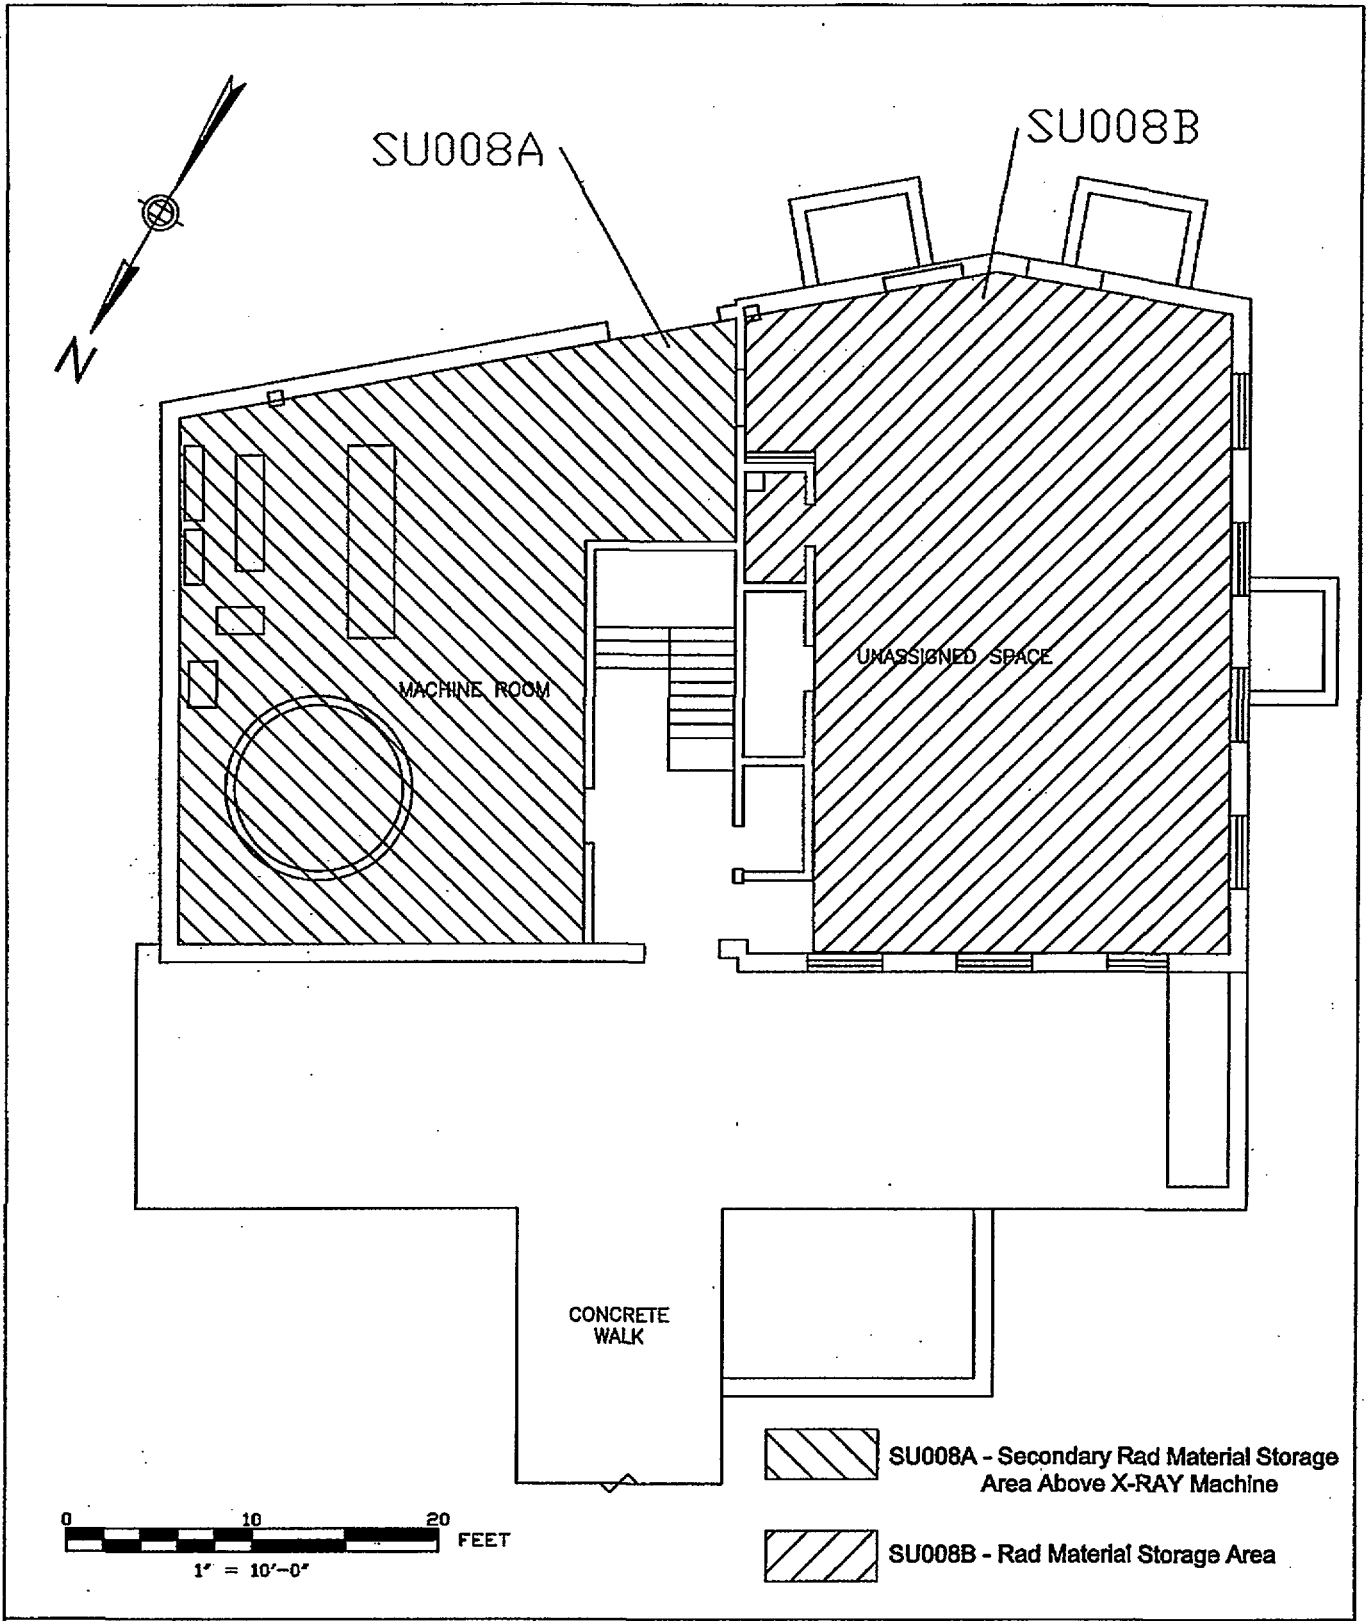 SU008A
SU008B
N
UNASSIGNED SPACE
MACHINE ROOM
CONCRETE
WALK
SU008A - Secondary Rad Material Storage
Area Above X-RAY Machine
0 10 20
FEET
1" = 10'-0"
SU008B - Rad Material Storage Area